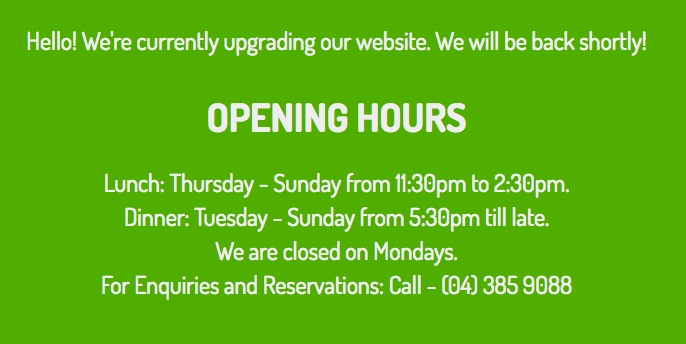 Hello! We're currently upgrading our website. We will be back shortly!
OPENING HOURS
Lunch: Thursday - Sunday from 11:30pm to 2:30pm.
Dinner: Tuesday - Sunday from 5:30pm till late.
We are closed on Mondays.
For Enquiries and Reservations: Call - (04) 385 9088